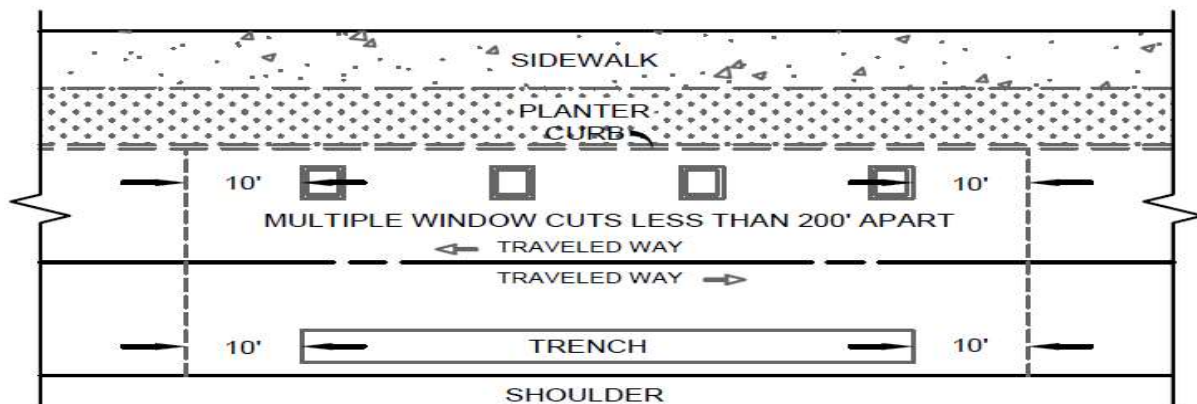 SIDEWALK
PLANTER
CURB
10'
10'
MULTIPLE WINDOW CUTS LESS THAN 200' APART
TRAVELED WAY
TRAVELED WAY
10'
TRENCH
10'
SHOULDER